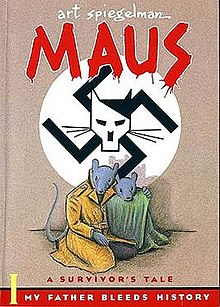 art spiegelman
MAUS
A SURVIVOR'S TALE
I MY FATHER BLEEDS HISTORY